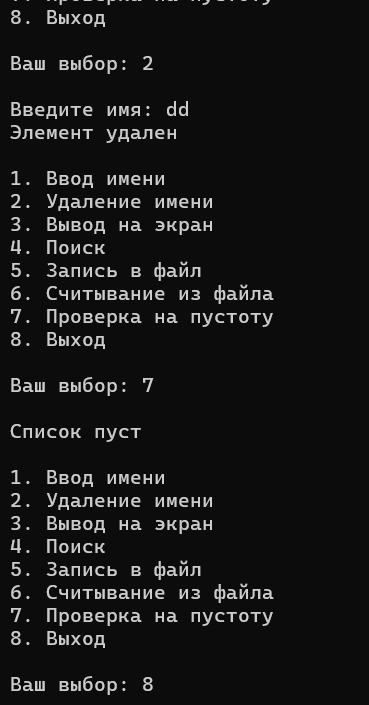 8. Выход
Ваш выбор: 2
Введите имя: dd
Элемент удален
1. Ввод имени
2. Удаление имени
3. Вывод на экран
4. Поиск
5. Запись в файл
6. Считывание из файла
7. Проверка на пустоту
8. Выход
Ваш выбор: 7
Список пуст
1. Ввод имени
2. Удаление имени
3. Вывод на экран
4. Поиск
5. Запись в файл
6. Считывание из файла
7. Проверка на пустоту
8. Выход
Ваш выбор: 8